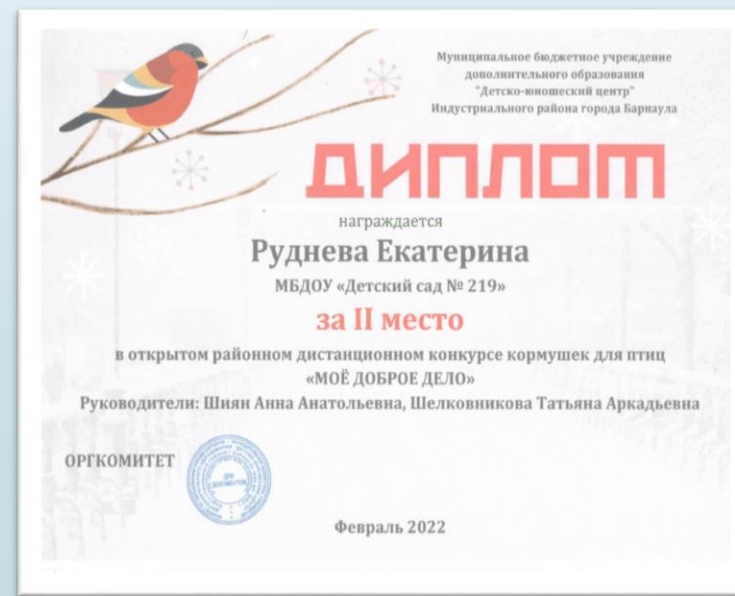 Муниципальное бюджетное учреждение
дополнительного образования
"Детско-юношеский центр"
Индустриального района города Барнаула
ДИПЛОМ
награждается
Руднева Екатерина
МБДОУ «Детский сад № 219»
за II место
в открытом районном дистанционном конкурсе кормушек для птиц
«МОЁ ДОБРОЕ ДЕЛО»
Руководители: Шиян Анна Анатольевна, Шелковникова Татьяна Аркадьевна
ОРГКОМИТЕТ
ДЛЯ
ДОКУМЕНТОВ
Февраль 2022